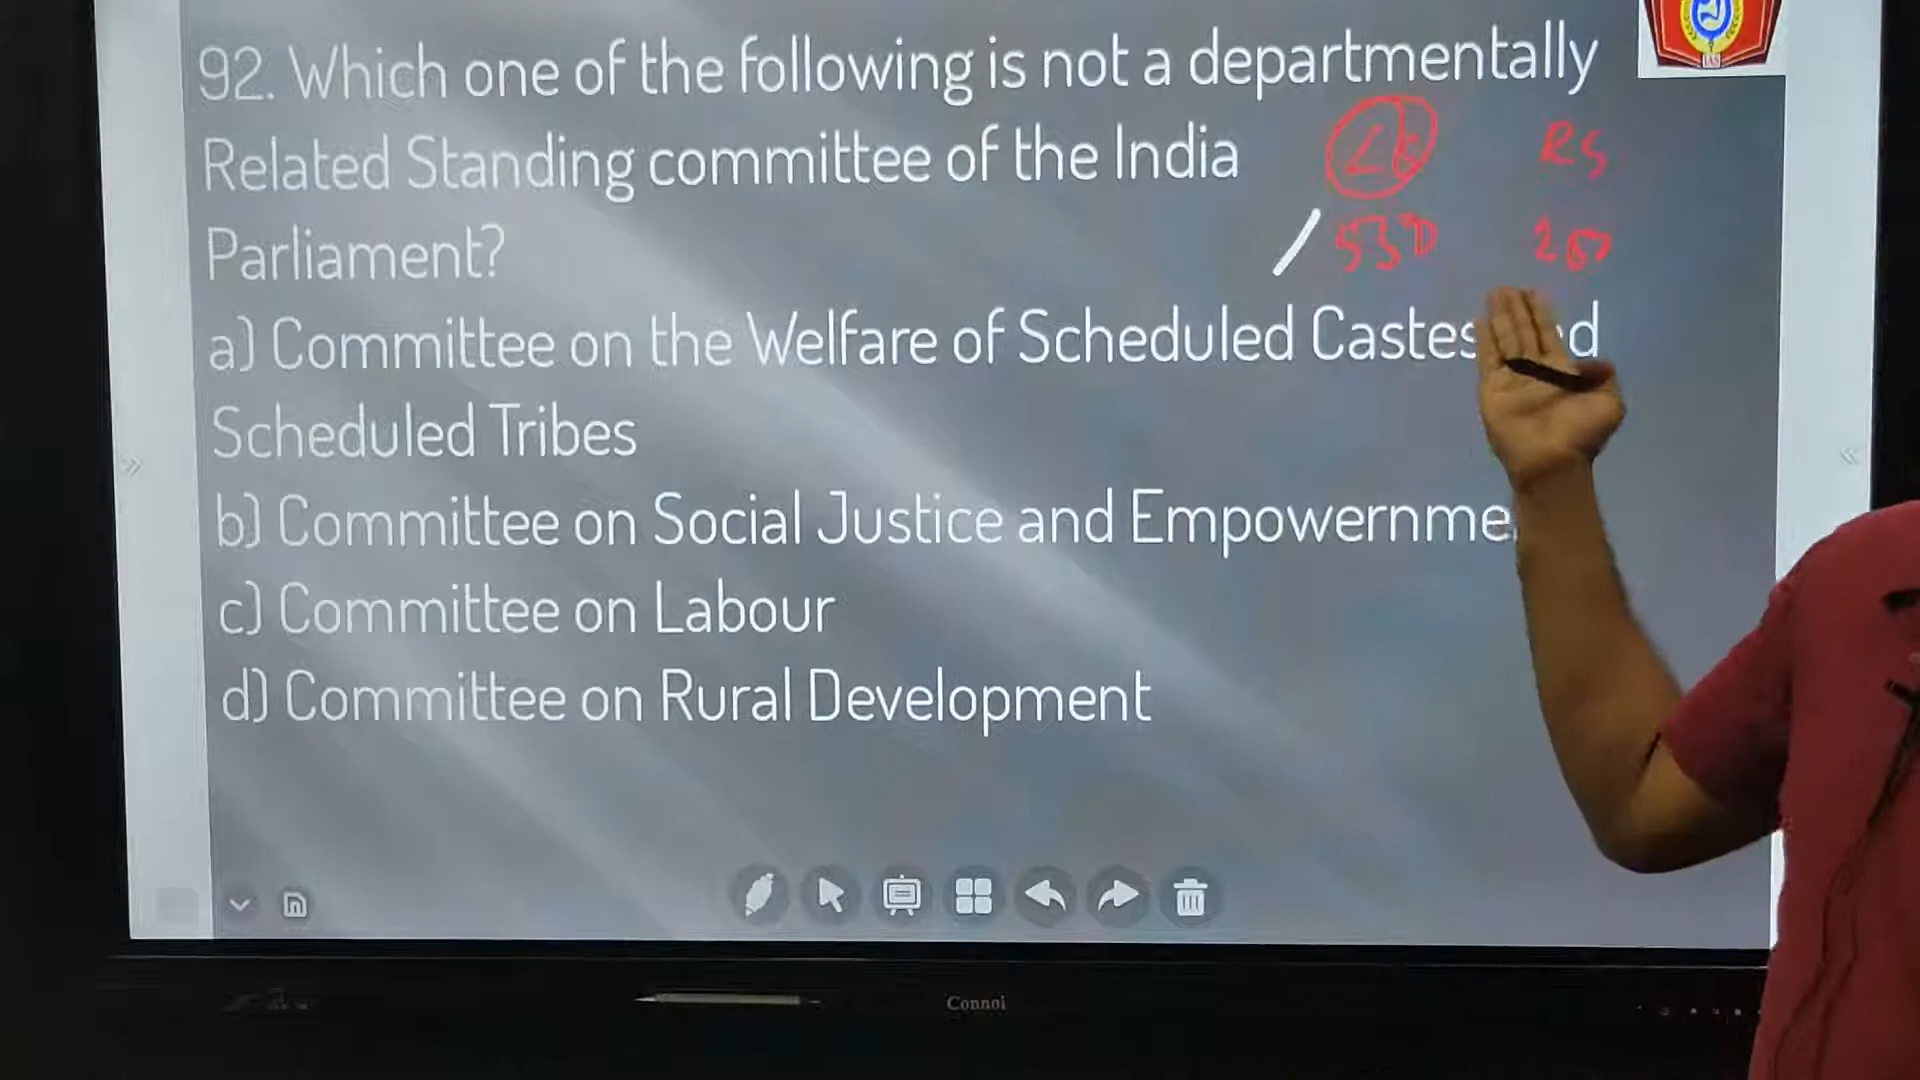 92. Which one of the following is not a departmentally
Related Standing committee of the India
RS
Parliament?
530
a) Committee on the Welfare of Scheduled Castes
Scheduled Tribes
b) Committee on Social Justice and
c) Committee on Labour
d) Committee on Rural Development
IAS
Connoi